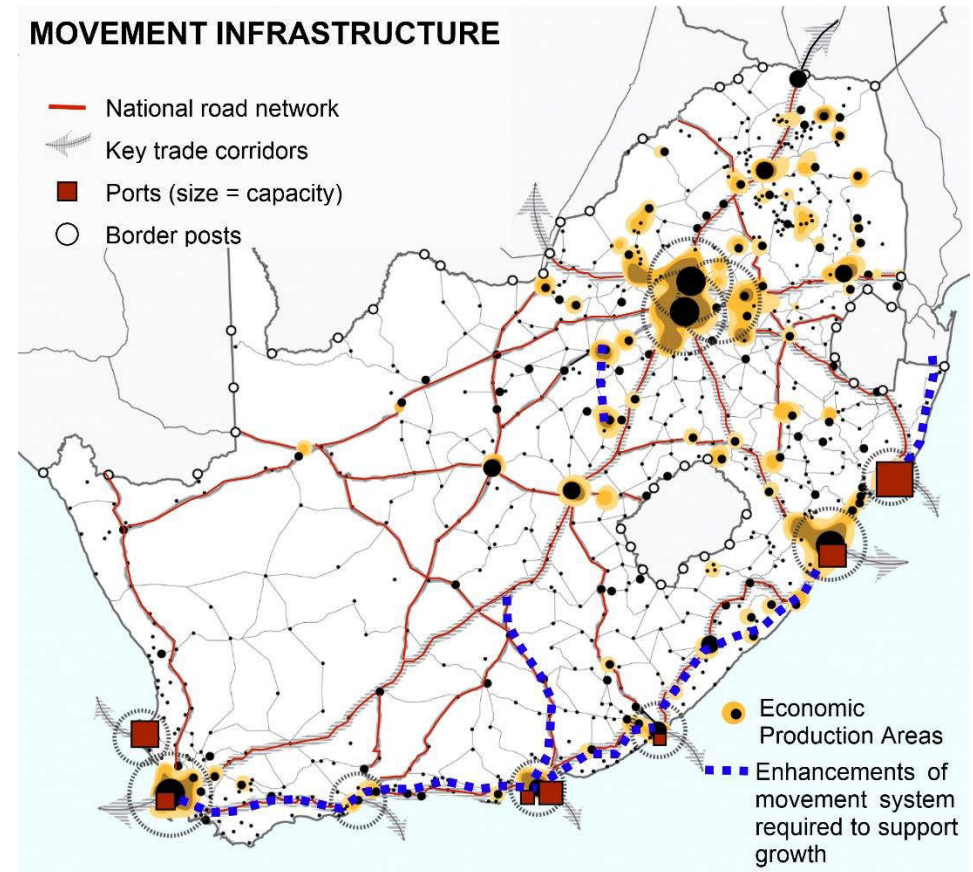 MOVEMENT INFRASTRUCTURE
National road network
Key trade corridors
Ports (size = capacity)
Border posts
Economic
Production Areas
Enhancements of
movement system
required to support
growth